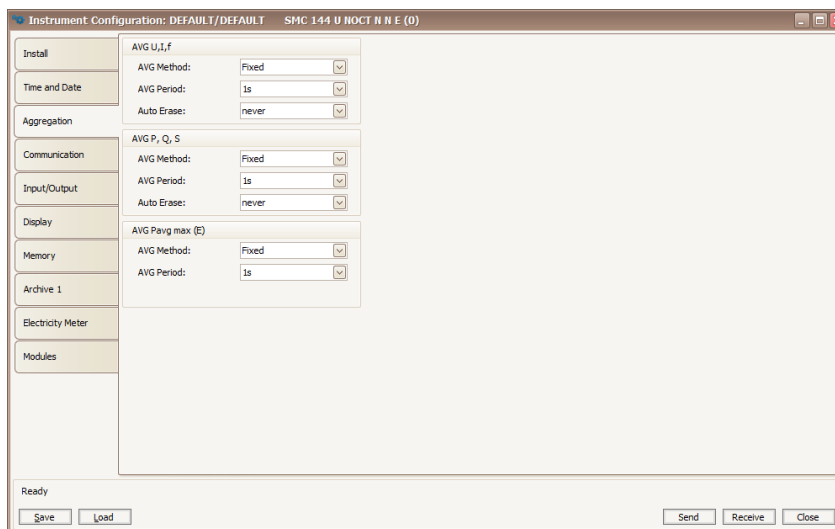 Instrument Configuration: DEFAULT/DEFAULT SMC 144 U NOCT N N E (0)
Install
Time and Date
Aggregation
Communication
Input/Output
Display
Memory
Archive 1
Electricity Meter
Modules
AVG U,I,f
AVG Method: Fixed
AVG Period: 1s
Auto Erase: never
AVG P, Q, S
AVG Method: Fixed
AVG Period: 1s
Auto Erase: never
AVG Pavg max (E)
AVG Method: Fixed
AVG Period: 1s
Ready
Save Load Send Receive Close